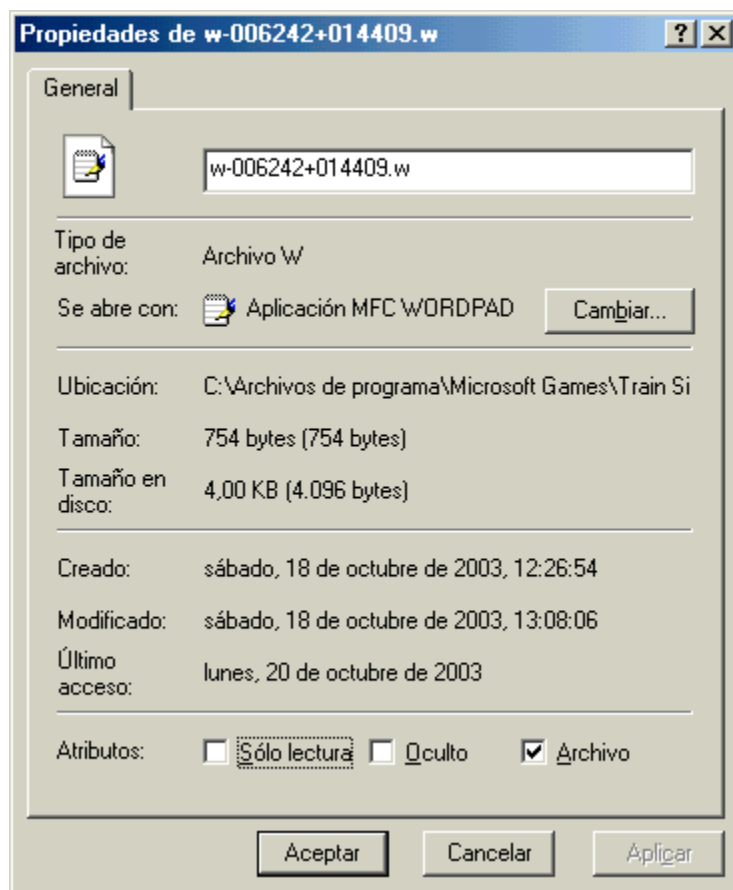 Propiedades de w-006242+014409.w
General
w-006242+014409.w
Tipo de
archivo:
Archivo W
Se abre con: Aplicación MFC WORDPAD Cambiar...
Ubicación: C:\Archivos de programa\Microsoft Games\Train Si
Tamaño: 754 bytes (754 bytes)
Tamaño en
disco:
4,00 KB (4.096 bytes)
Creado: sábado, 18 de octubre de 2003, 12:26:54
Modificado: sábado, 18 de octubre de 2003, 13:08:06
Último
acceso:
lunes, 20 de octubre de 2003
Atributos: Sólo lectura Oculto Archivo
Aceptar Cancelar Aplicar